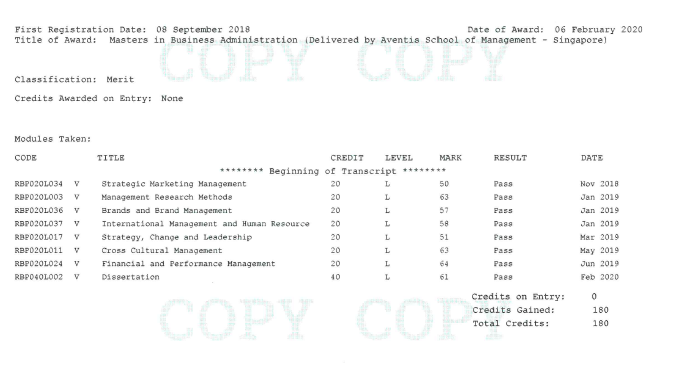 First Registration Date: 08 September 2018 Date of Award: 06 February 2020
Title of Award: Masters in Business Administration (Delivered by Aventis School of Management - Singapore)
COPY COPY
Classification: Merit
Credits Awarded on Entry: None
Modules Taken:
CODE TITLE CREDIT LEVEL MARK RESULT DATE
******** Beginning of Transcript ********
RBP020L034 V Strategic Marketing Management 20 L 50 Pass Nov 2018
RBP020L003 V Management Research Methods 20 L 63 Pass Jan 2019
RBP020L036 V Brands and Brand Management 20 L 57 Pass Jan 2019
RBP020L037 V International Management and Human Resource 20 L 58 Pass Jan 2019
RBP020L017 V Strategy, Change and Leadership 20 L 51 Pass Mar 2019
RBP020L011 V Cross Cultural Management 20 L 63 Pass May 2019
RBP020L024 V Financial and Performance Management 20 L 64 Pass Jun 2019
RBP040L002 V Dissertation 40 L 61 Pass Feb 2020
Credits on Entry: 0
Credits Gained: 180
Total Credits: 180
COPY COPY